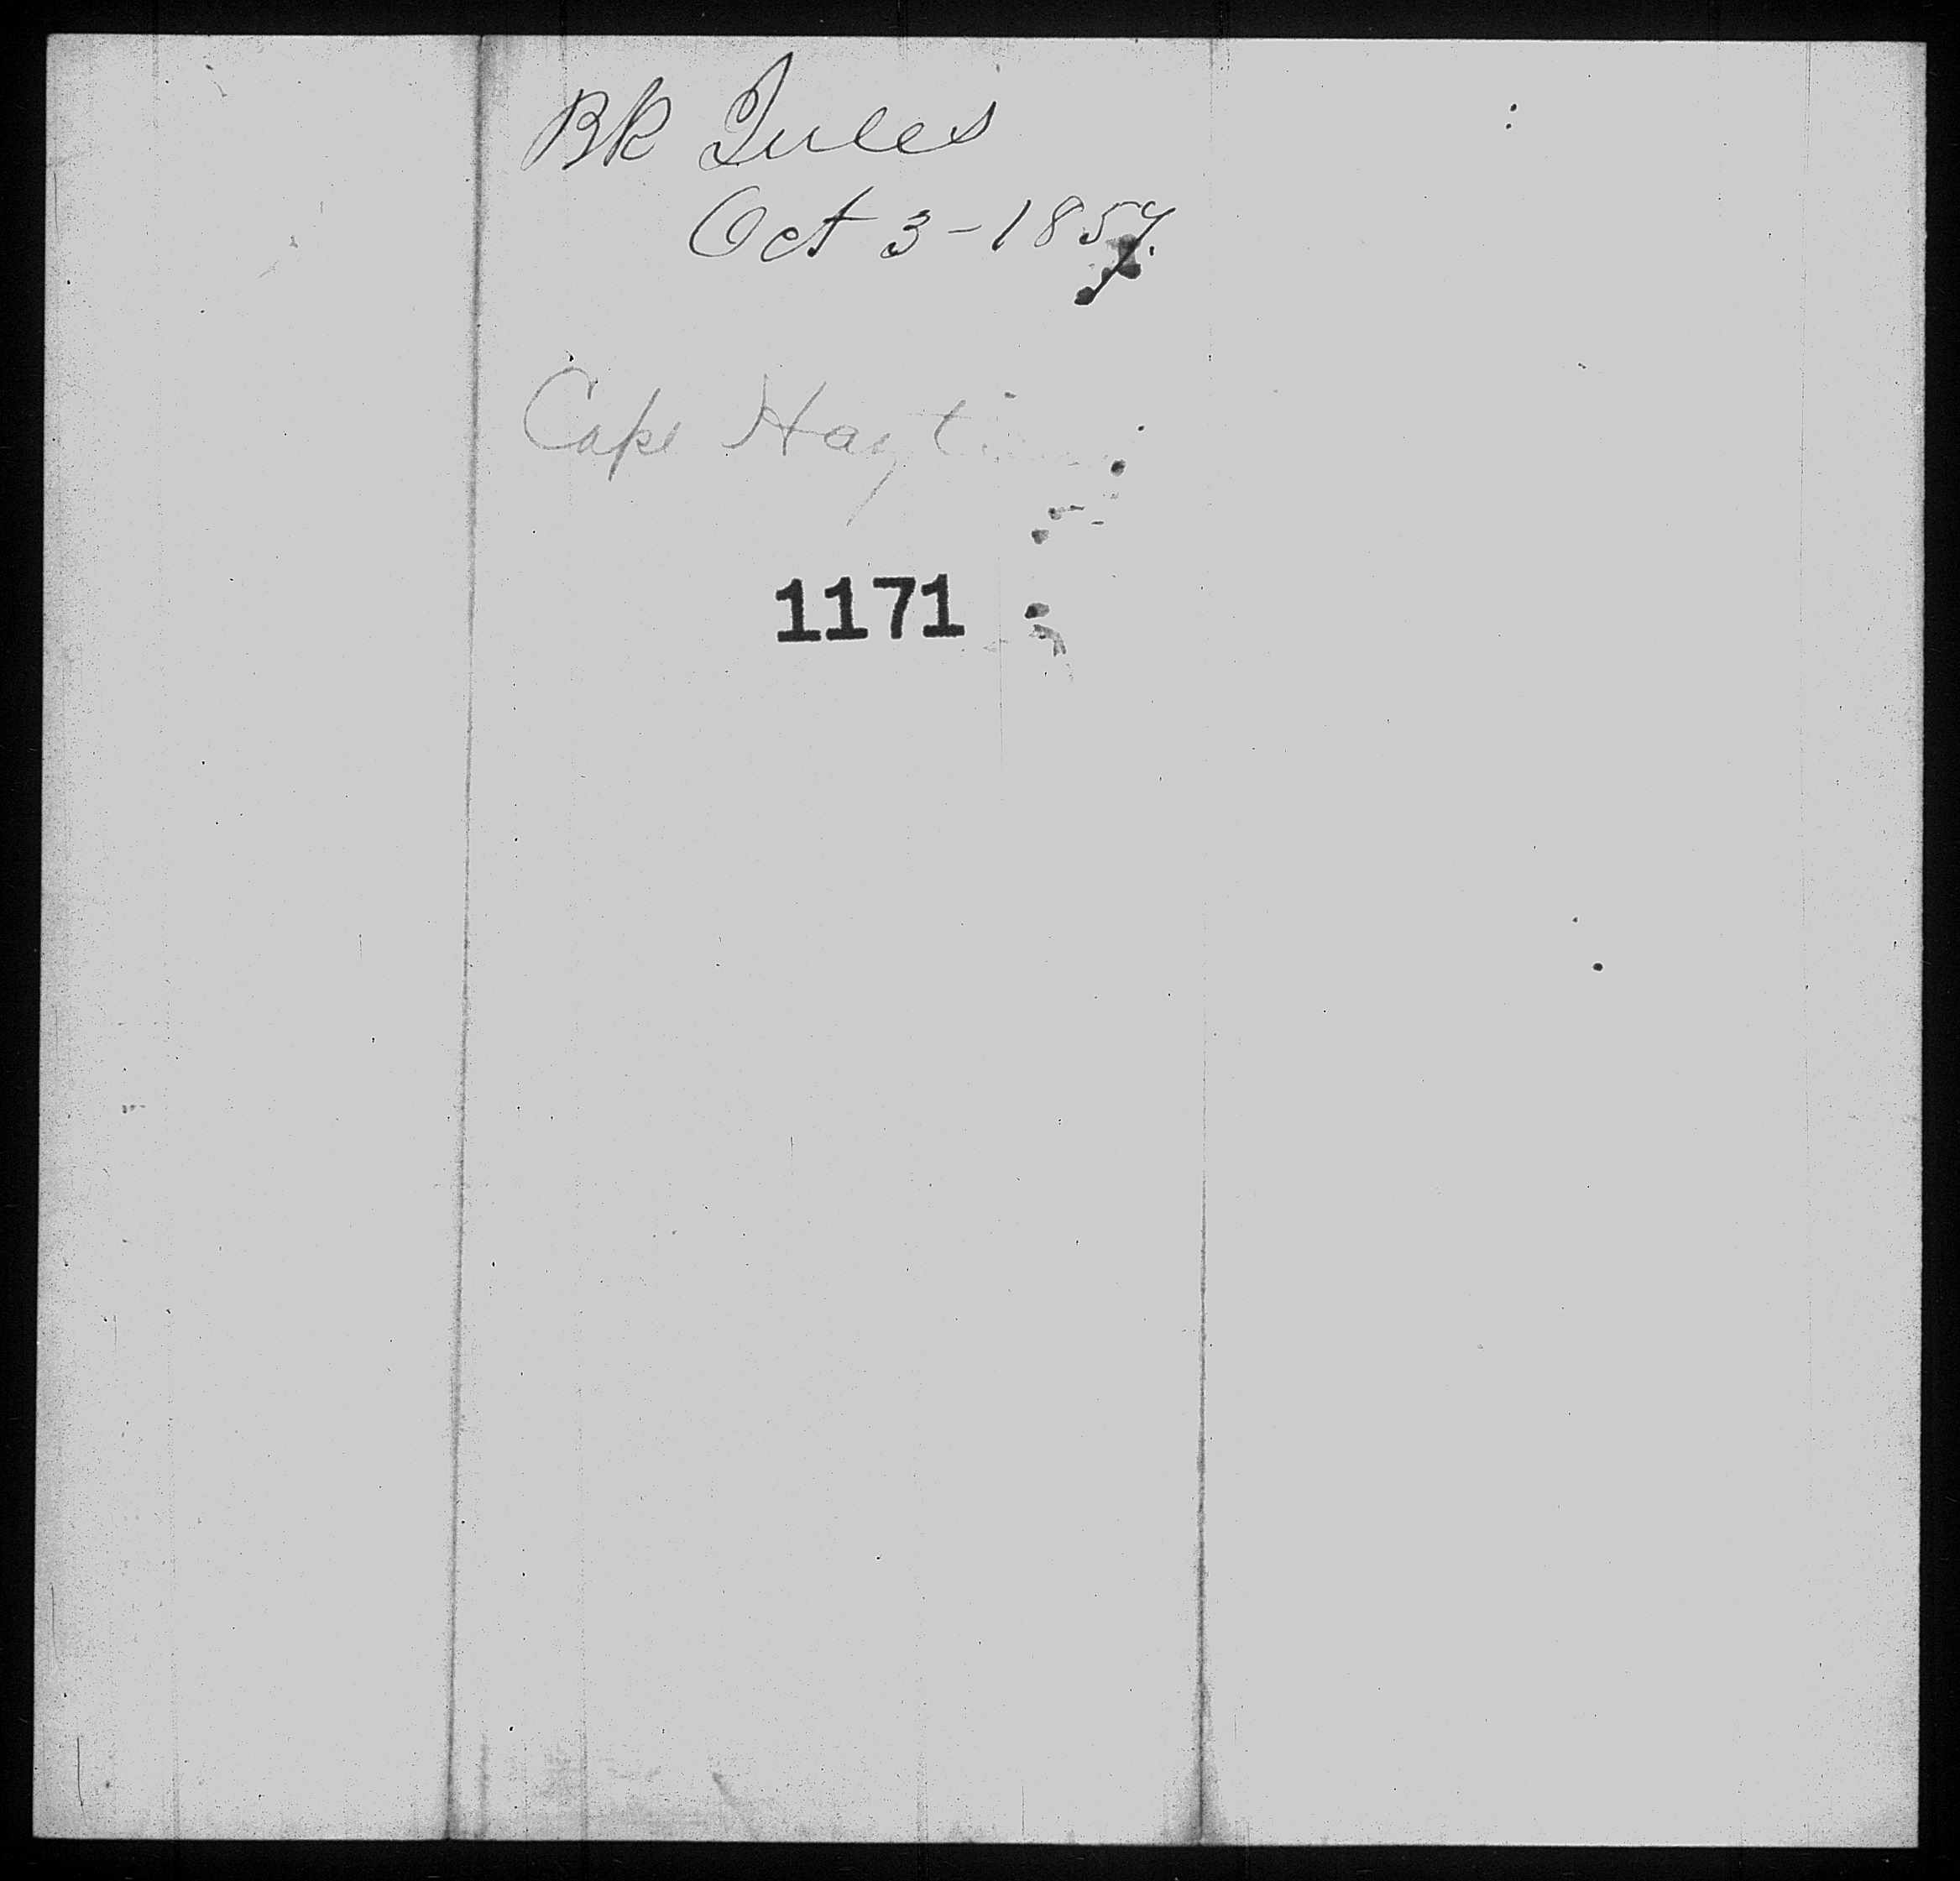 Bk Jules
Oct 3-1857.
Cape Hayti
1171